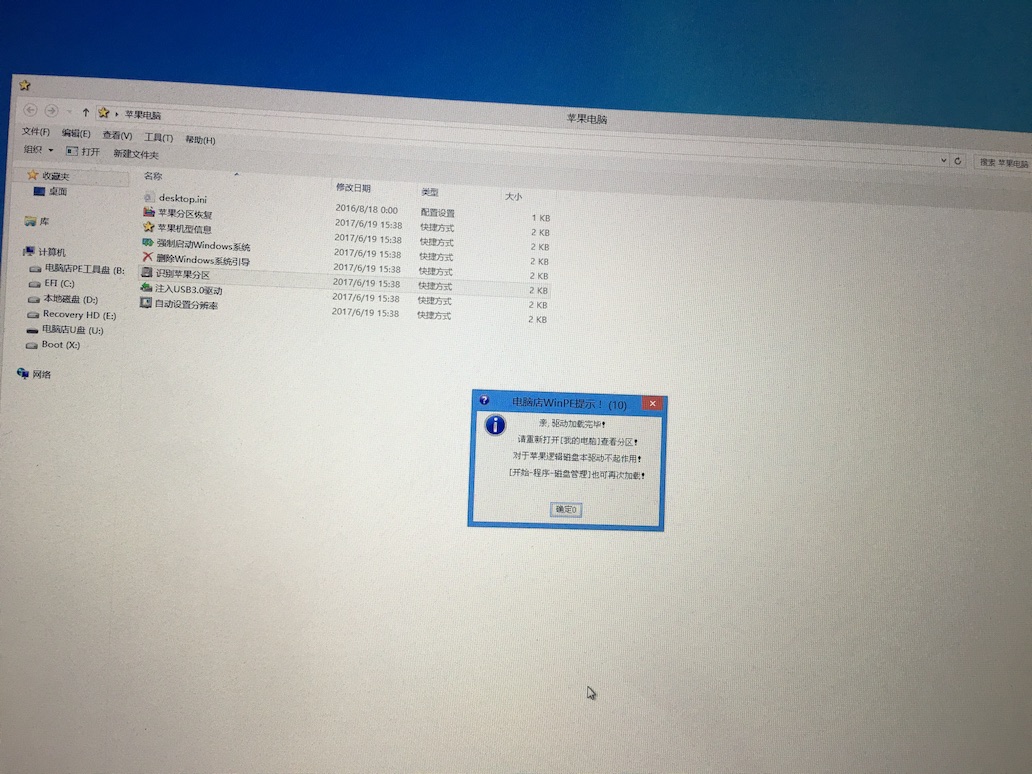 苹果电脑
苹果电脑
文件(F) 编辑(E) 查看(V) 工具(T) 帮助(H)
搜索 苹果电脑
组织 打开 新建文件夹
收藏夹
桌面
库
计算机
电脑店PE工具盘 (B:
EFI (C:)
本地磁盘 (D:)
Recovery HD (E:)
电脑店U盘 (U:)
Boot (X:)
网络
名称 修改日期 类型 大小
desktop.ini 2016/8/18 0:00 配置设置 1 KB
苹果分区恢复 2017/6/19 15:38 快捷方式 2 KB
苹果机型信息 2017/6/19 15:38 快捷方式 2 KB
强制启动Windows系统 2017/6/19 15:38 快捷方式 2 KB
删除Windows系统引导 2017/6/19 15:38 快捷方式 2 KB
识别苹果分区 2017/6/19 15:38 快捷方式 2 KB
注入USB3.0驱动 2017/6/19 15:38 快捷方式 2 KB
自动设置分辨率 2017/6/19 15:38 快捷方式 2 KB
电脑店WinPE提示！ (10)
亲,驱动加载完毕!
请重新打开[我的电脑]查看分区!
对于苹果逻辑磁盘本驱动不起作用!
[开始-程序-磁盘管理]也可再次加载!
确定0